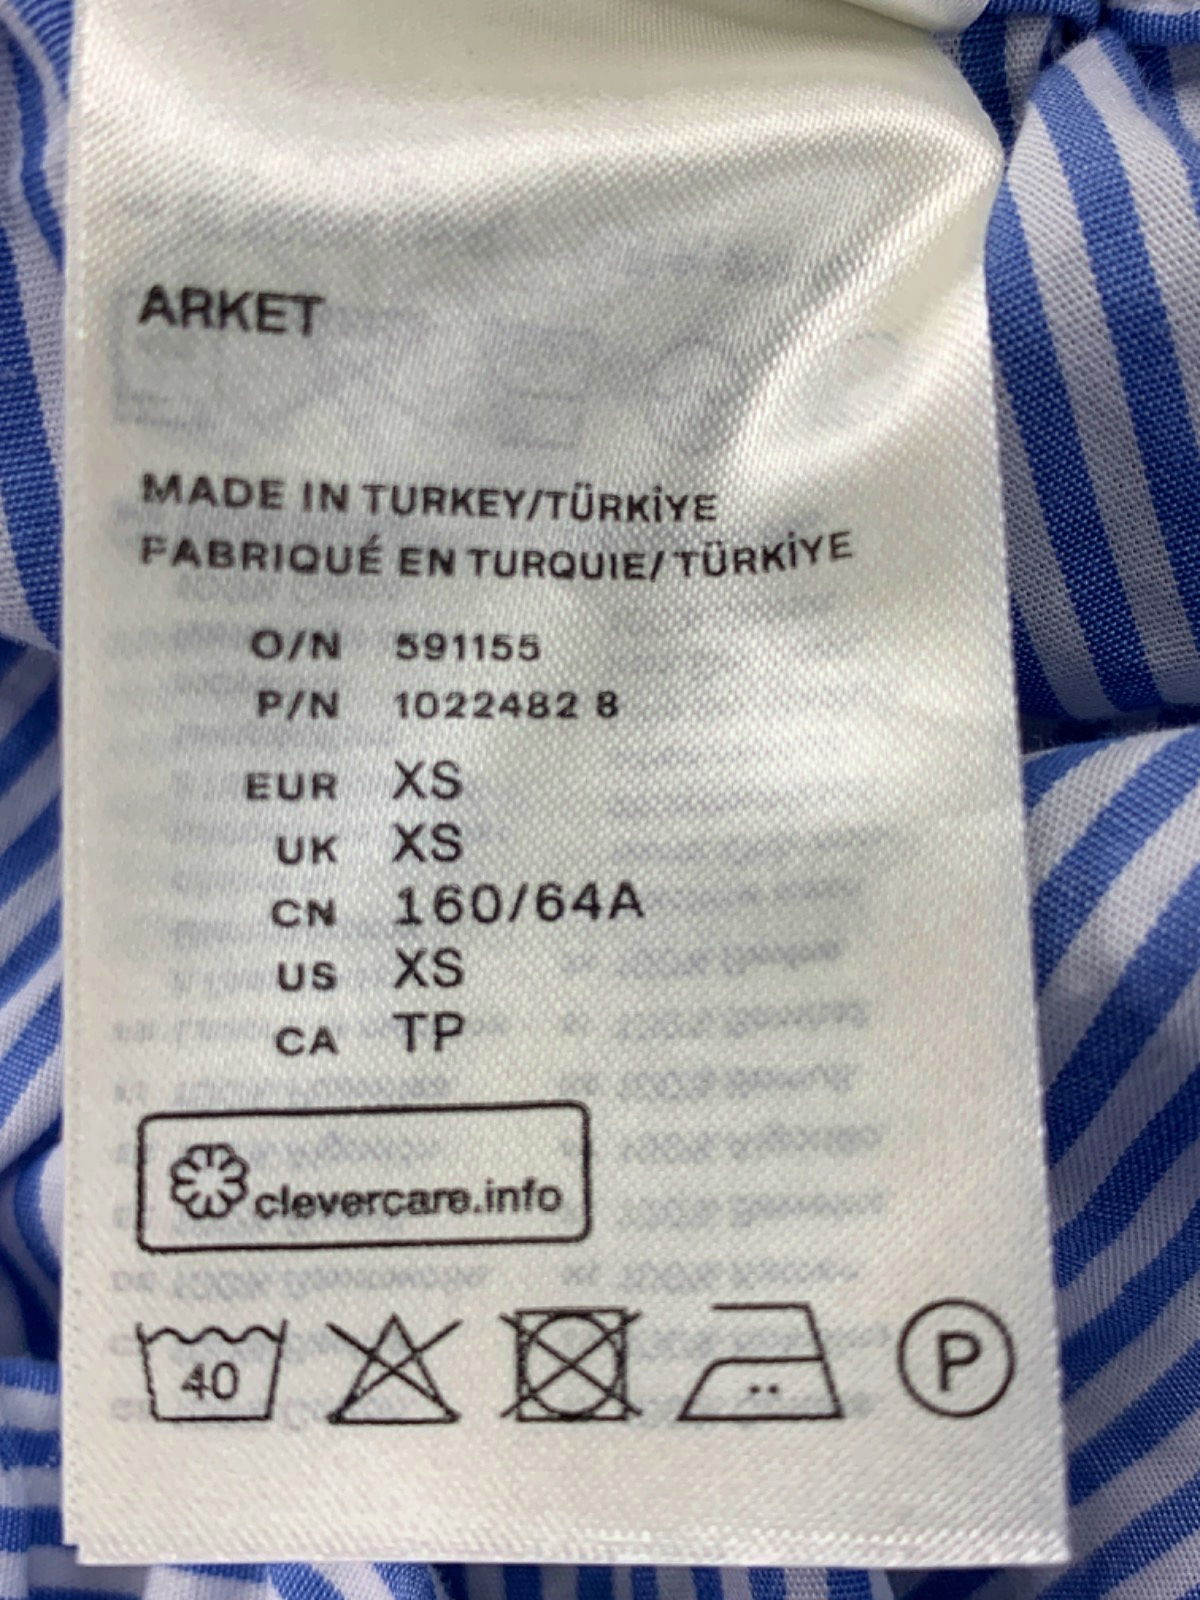 ARKET
MADE IN TURKEY/TÜRKİYE
FABRIQUÉ EN TURQUIE/TÜRKİYE
O/N 591155
P/N 1022482 8
EUR XS
UK XS
CN 160/64A
US XS
CA TP
clevercare.info
40
P